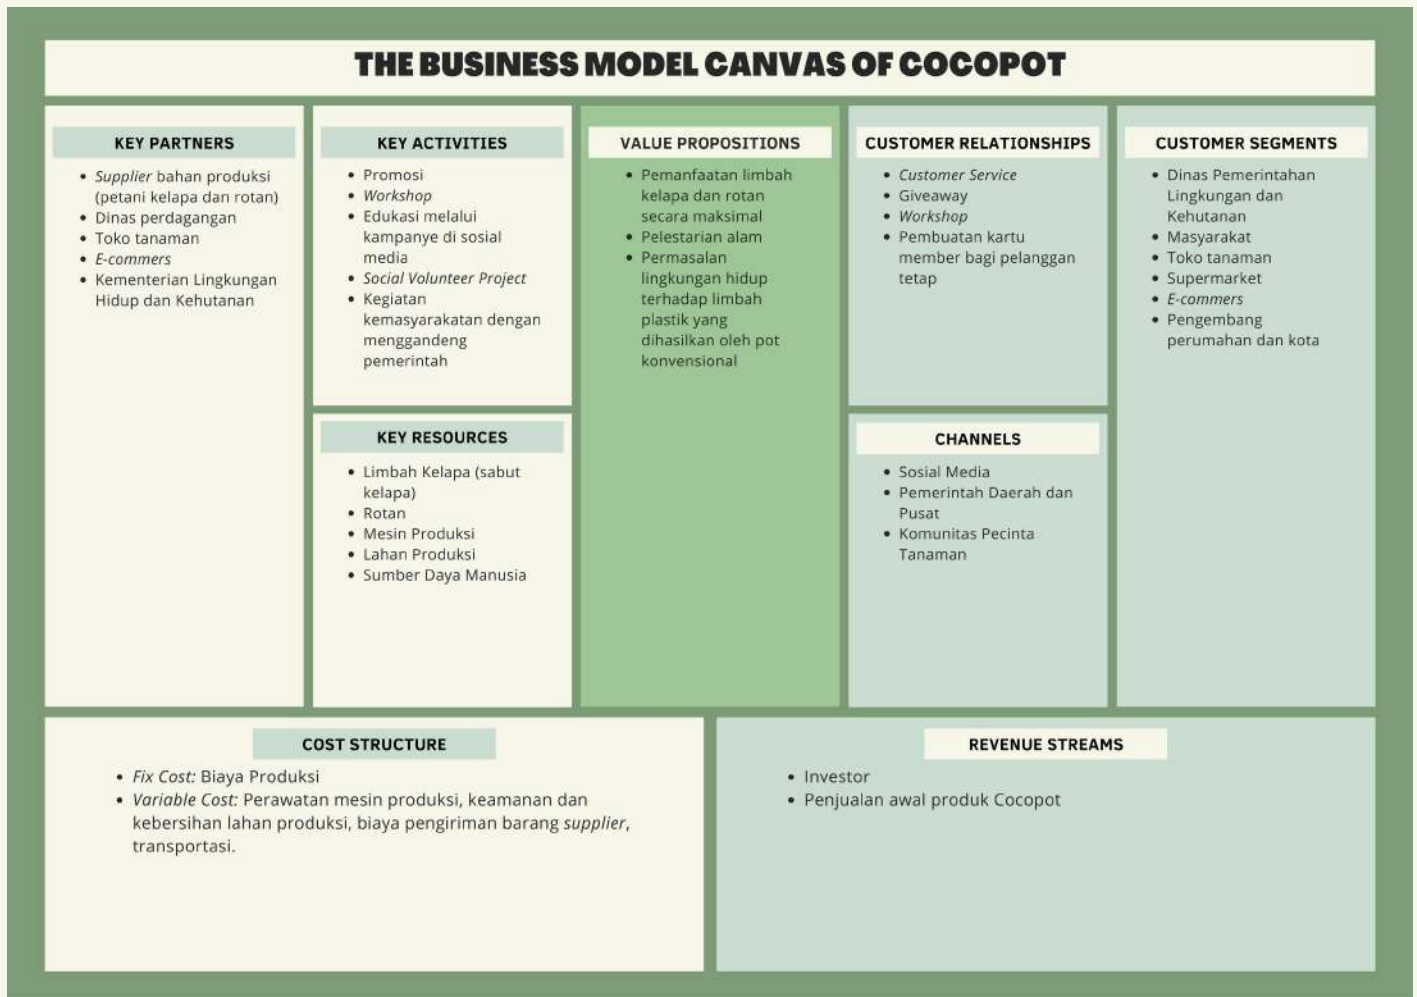 THE BUSINESS MODEL CANVAS OF COCOPOT
KEY PARTNERS
• Supplier bahan produksi
(petani kelapa dan rotan)
• Dinas perdagangan
• Toko tanaman
• E-commers
• Kementerian Lingkungan
Hidup dan Kehutanan
KEY ACTIVITIES
• Promosi
• Workshop
• Edukasi melalui
kampanye di sosial
media
• Social Volunteer Project
• Kegiatan
kemasyarakatan dengan
menggandeng
pemerintah
KEY RESOURCES
• Limbah Kelapa (sabut
kelapa)
• Rotan
• Mesin Produksi
• Lahan Produksi
• Sumber Daya Manusia
VALUE PROPOSITIONS
• Pemanfaatan limbah
kelapa dan rotan
secara maksimal
• Pelestarian alam
• Permasalan
lingkungan hidup
terhadap limbah
plastik yang
dihasilkan oleh pot
konvensional
CUSTOMER RELATIONSHIPS
• Customer Service
• Giveaway
• Workshop
• Pembuatan kartu
member bagi pelanggan
tetap
CHANNELS
• Sosial Media
• Pemerintah Daerah dan
Pusat
• Komunitas Pecinta
Tanaman
CUSTOMER SEGMENTS
• Dinas Pemerintahan
Lingkungan dan
Kehutanan
• Masyarakat
• Toko tanaman
• Supermarket
• E-commers
• Pengembang
perumahan dan kota
COST STRUCTURE
• Fix Cost: Biaya Produksi
• Variable Cost: Perawatan mesin produksi, keamanan dan
kebersihan lahan produksi, biaya pengiriman barang supplier,
transportasi.
REVENUE STREAMS
• Investor
• Penjualan awal produk Cocopot